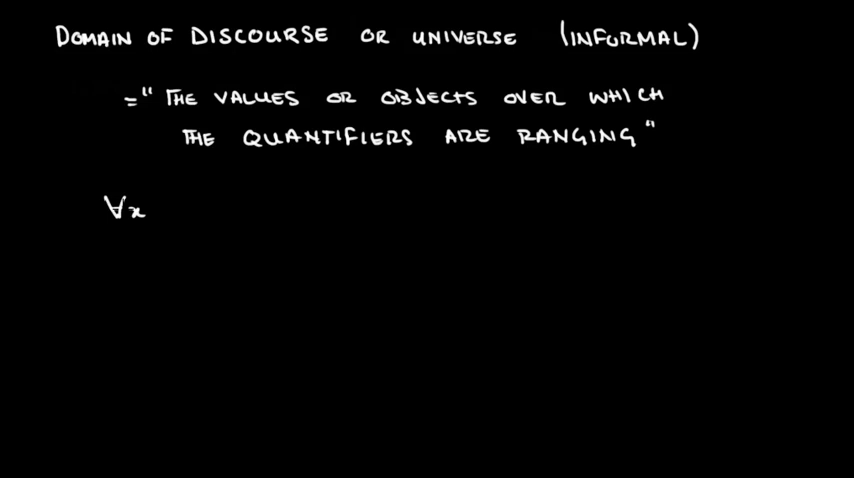 DOMAIN OF DISCOURSE OR UNIVERSE (INFORMAL)
= "THE VALUES OR OBJECTS OVER WHICH
THE QUANTIFIERS ARE RANGING"
∀x